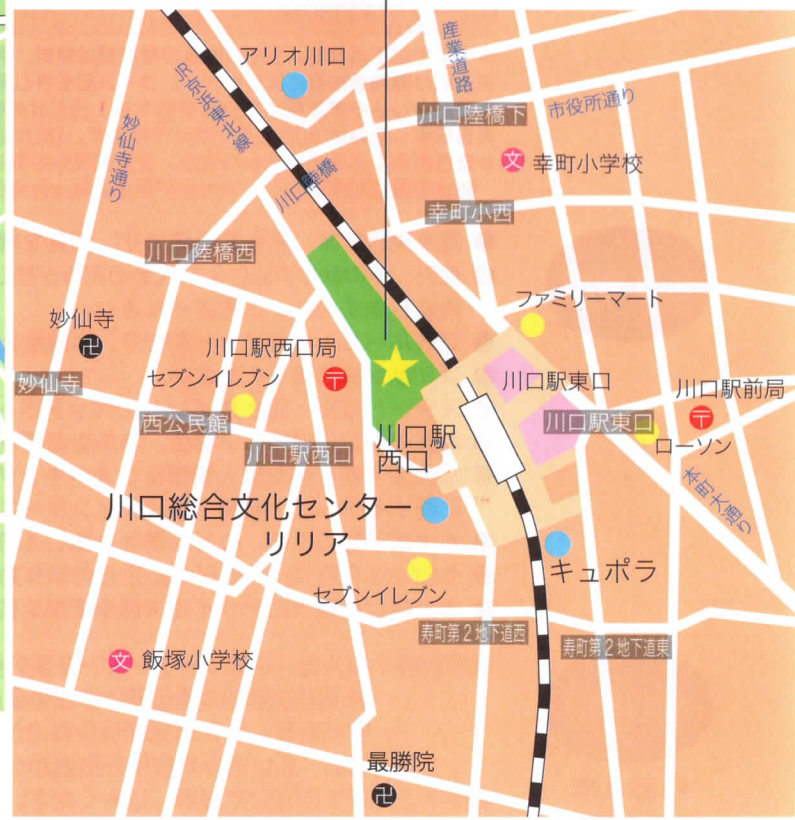 アリオ川口
産業道路
JR京浜東北線
川口陸橋下
市役所通り
妙仙寺通り
文
幸町小学校
川口陸橋
幸町小西
川口陸橋西
ファミリーマート
妙仙寺
卍
川口駅西口局
〒
セブンイレブン
妙仙寺
川口駅東口
川口駅前局
〒
西公民館
川口駅東口
川口駅
西口
川口駅西口
ローソン
本町大通り
川口総合文化センター
リリア
キュポラ
セブンイレブン
寿町第2地下道西
寿町第2地下道東
文
飯塚小学校
最勝院
卍